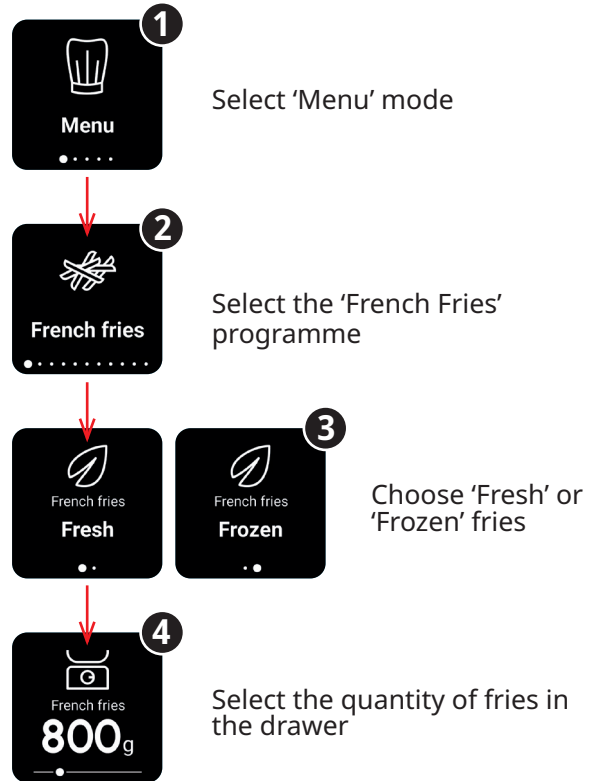 1
Menu
Select ‘Menu’ mode
2
French fries
Select the ‘French Fries’
programme
3
French fries
Fresh
French fries
Frozen
Choose ‘Fresh’ or
‘Frozen’ fries
4
French fries
800g
Select the quantity of fries in
the drawer